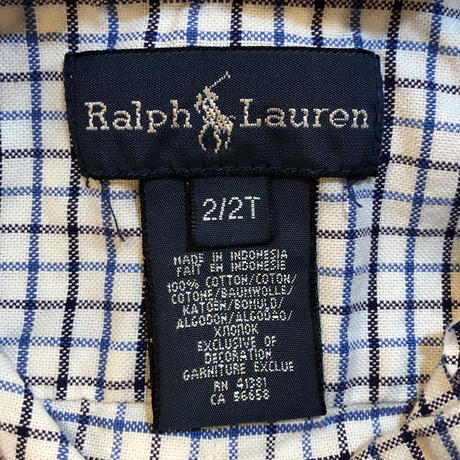 Ralph Lauren
2/2T
MADE IN INDONESIA
FAIT EN INDONESIE
100% COTTON/COTON/
COTONE/BAUMWOLLE/
KATOEN/BOMULD/
ALGODON/ALGODAO/
ХЛОПОК
EXCLUSIVE OF
DECORATION
GARNITURE EXCLUE
RN 41381
CA 56658